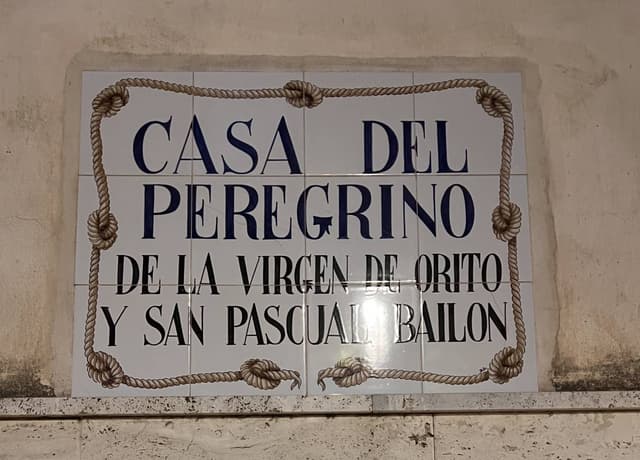 CASA DEL
PEREGRINO
DE LA VIRGEN DE ORITO
Y SAN PASCUAL BAILON